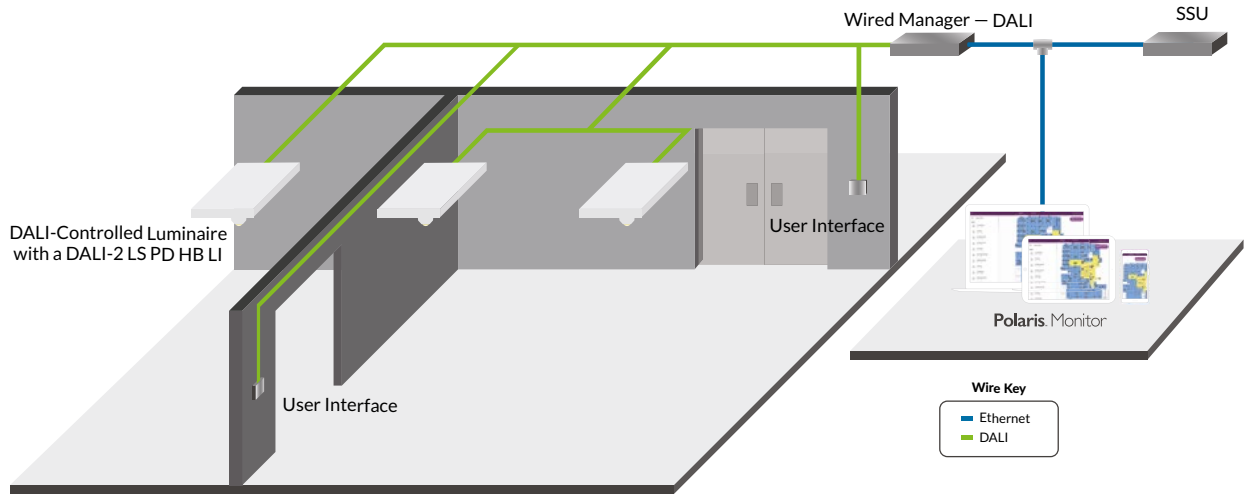 Wired Manager – DALI
SSU
DALI-Controlled Luminaire
with a DALI-2 LS PD HB LI
User Interface
User Interface
Polaris. Monitor
Wire Key
Ethernet
DALI